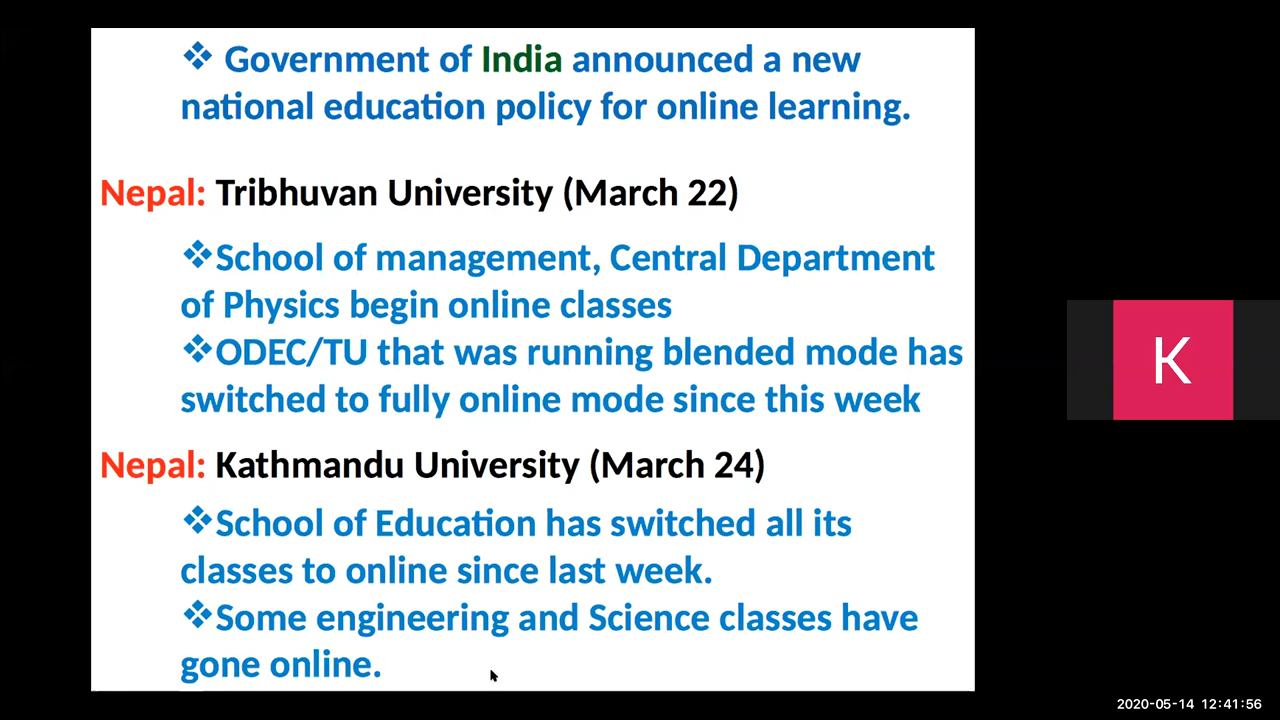 ❖ Government of India announced a new
national education policy for online learning.
Nepal: Tribhuvan University (March 22)
❖School of management, Central Department
of Physics begin online classes
❖ODEC/TU that was running blended mode has
switched to fully online mode since this week
Nepal: Kathmandu University (March 24)
❖School of Education has switched all its
classes to online since last week.
❖Some engineering and Science classes have
gone online.
K
2020-05-14 12:41:56